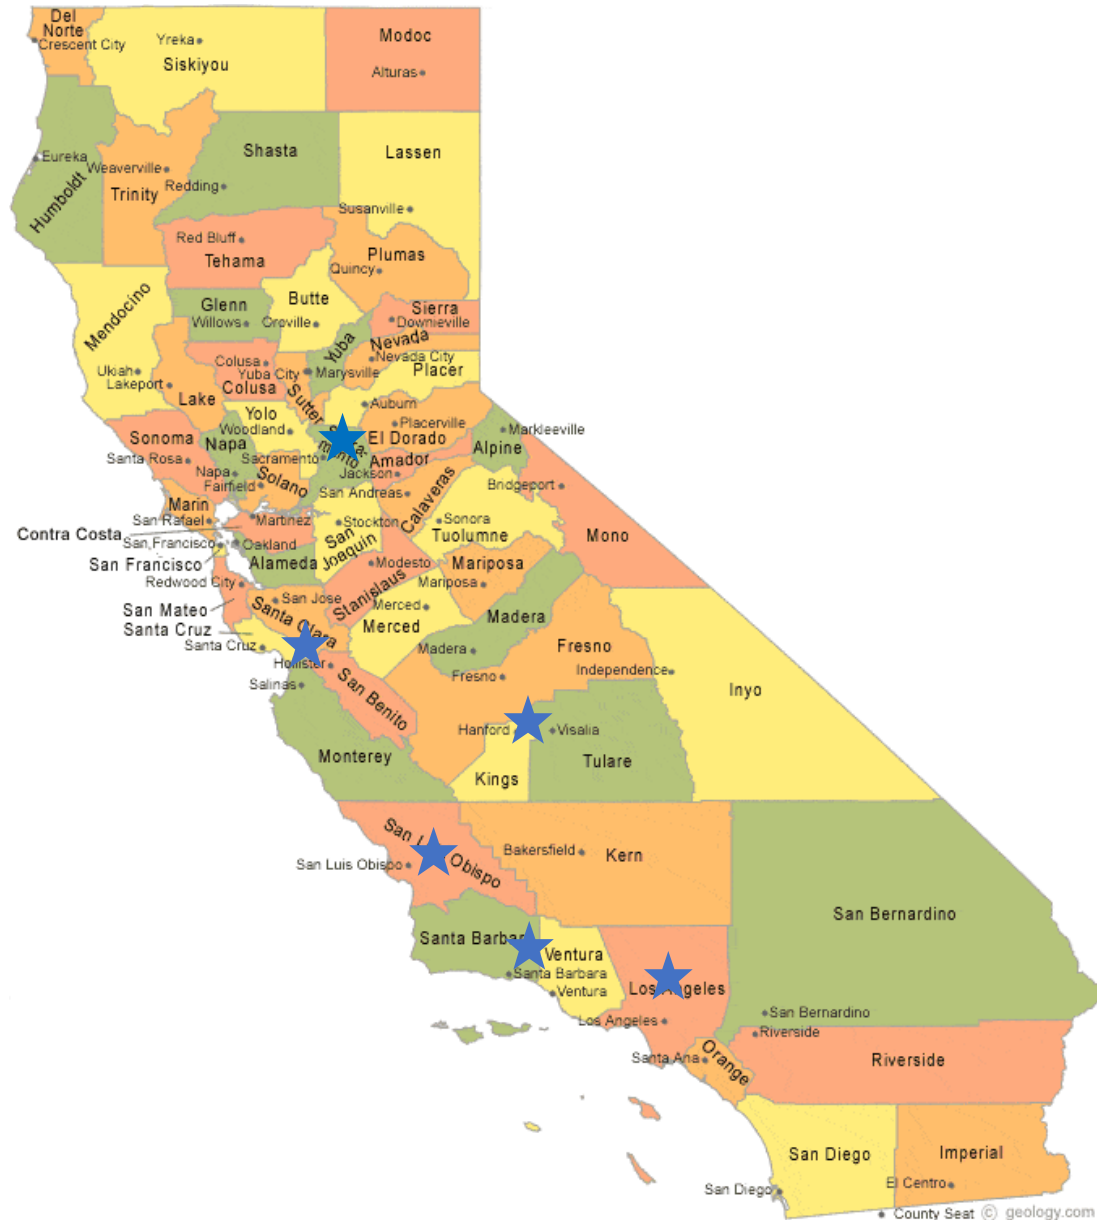 Del
Norte
Crescent City
Yreka
Siskiyou
Modoc
Alturas
Eureka
Humboldt
Weaverville
Trinity
Shasta
Redding
Lassen
Susanville
Red Bluff
Tehama
Plumas
Quincy
Mendocino
Ukiah
Glenn
Willows
Butte
Oroville
Sierra
Downieville
Nevada
Nevada City
Yuba
Marysville
Placer
Auburn
Colusa
Colusa
Yuba City
Sutter
Lakeport
Lake
Yolo
Woodland
Sonoma
Santa Rosa
Napa
Napa
Sacramento
El Dorado
Placerville
Alpine
Markleeville
Amador
Jackson
Solano
Fairfield
Marin
San Rafael
San Andreas
Calaveras
Bridgeport
Mono
Contra Costa
Martinez
Stockton
San
Joaquin
Sonora
Tuolumne
San Francisco
San Francisco
Oakland
Alameda
Redwood City
San Mateo
Modesto
Stanislaus
Mariposa
Mariposa
San Jose
Santa Clara
Merced
Merced
Madera
Madera
Santa Cruz
Santa Cruz
Hollister
San Benito
Salinas
Monterey
Fresno
Fresno
Independence
Inyo
Hanford
Kings
Visalia
Tulare
San
Obispo
San Luis Obispo
Bakersfield
Kern
San Bernardino
San Bernardino
Santa
Santa Barbara
Ventura
Ventura
Los Angeles
Los Angeles
Santa Ana
Orange
Riverside
Riverside
San Diego
San Diego
Imperial
El Centro
County Seat © geology.com